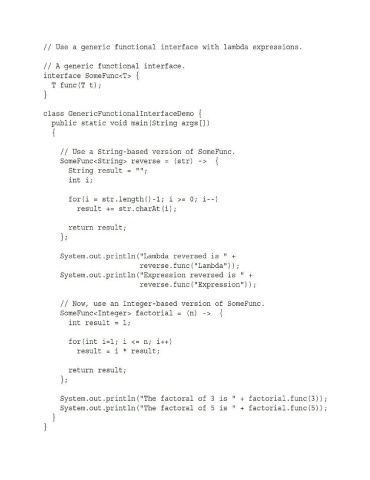 // Use a generic functional interface with lambda expressions.
// A generic functional interface.
interface SomeFunc<T> {
  T func(T t);
}
class GenericFunctionalInterfaceDemo {
  public static void main(String args[])
  {
    // Use a String-based version of SomeFunc.
    SomeFunc<String> reverse = (str) ->  {
      String result = "";
      int i;
      for(i = str.length()-1; i >= 0; i--)
        result += str.charAt(i);
      return result;
    };
    System.out.println("Lambda reversed is " +
                       reverse.func("Lambda"));
    System.out.println("Expression reversed is " +
                       reverse.func("Expression"));
    // Now, use an Integer-based version of SomeFunc.
    SomeFunc<Integer> factorial = (n) ->  {
      int result = 1;
      for(int i=1; i <= n; i++)
        result = i * result;
      return result;
    };
    System.out.println("The factoral of 3 is " + factorial.func(3));
    System.out.println("The factoral of 5 is " + factorial.func(5));
  }
}